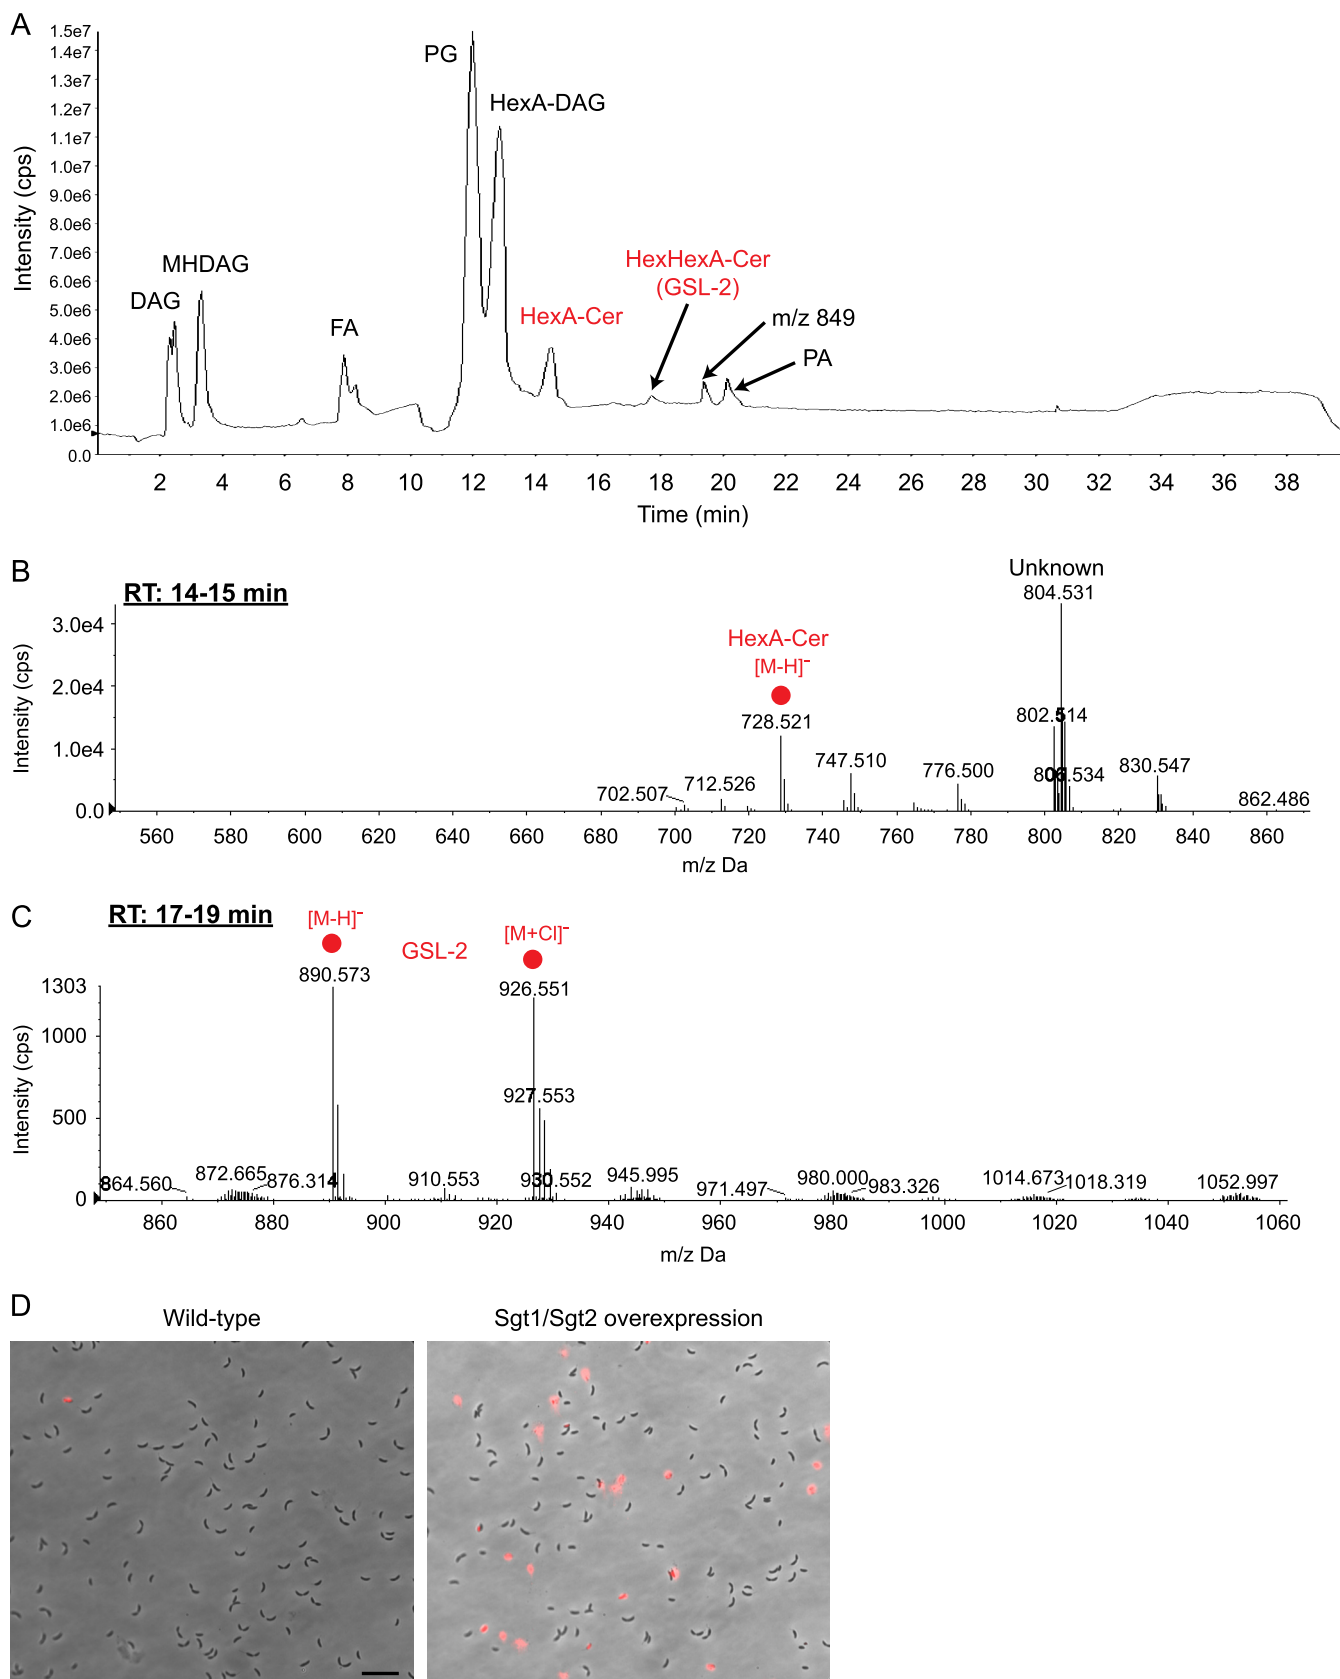 A
1.5e7
1.4e7
1.3e7
1.2e7
1.1e7
1.0e7
9.0e6
8.0e6
7.0e6
6.0e6
5.0e6
4.0e6
3.0e6
2.0e6
1.0e6
0.0
Intensity (cps)
PG
HexA-DAG
MHDAG
DAG
FA
HexA-Cer
HexHexA-Cer
(GSL-2)
m/z 849
PA
2 4 6 8 10 12 14 16 18 20 22 24 26 28 30 32 34 36 38
Time (min)
B
RT: 14-15 min
Unknown
804.531
HexA-Cer
[M-H]-
728.521
802.514
747.510
776.500
806.534
830.547
702.507
712.526
862.486
3.0e4
2.0e4
1.0e4
0.0
Intensity (cps)
560 580 600 620 640 660 680 700 720 740 760 780 800 820 840 860
m/z Da
C
RT: 17-19 min
[M-H]-
GSL-2
[M+Cl]-
890.573
926.551
927.553
864.560
872.665
876.314
910.553
930.552
945.995
971.497
980.000
983.326
1014.673
1018.319
1052.997
1303
1000
500
0
Intensity (cps)
860 880 900 920 940 960 980 1000 1020 1040 1060
m/z Da
D
Wild-type
Sgt1/Sgt2 overexpression